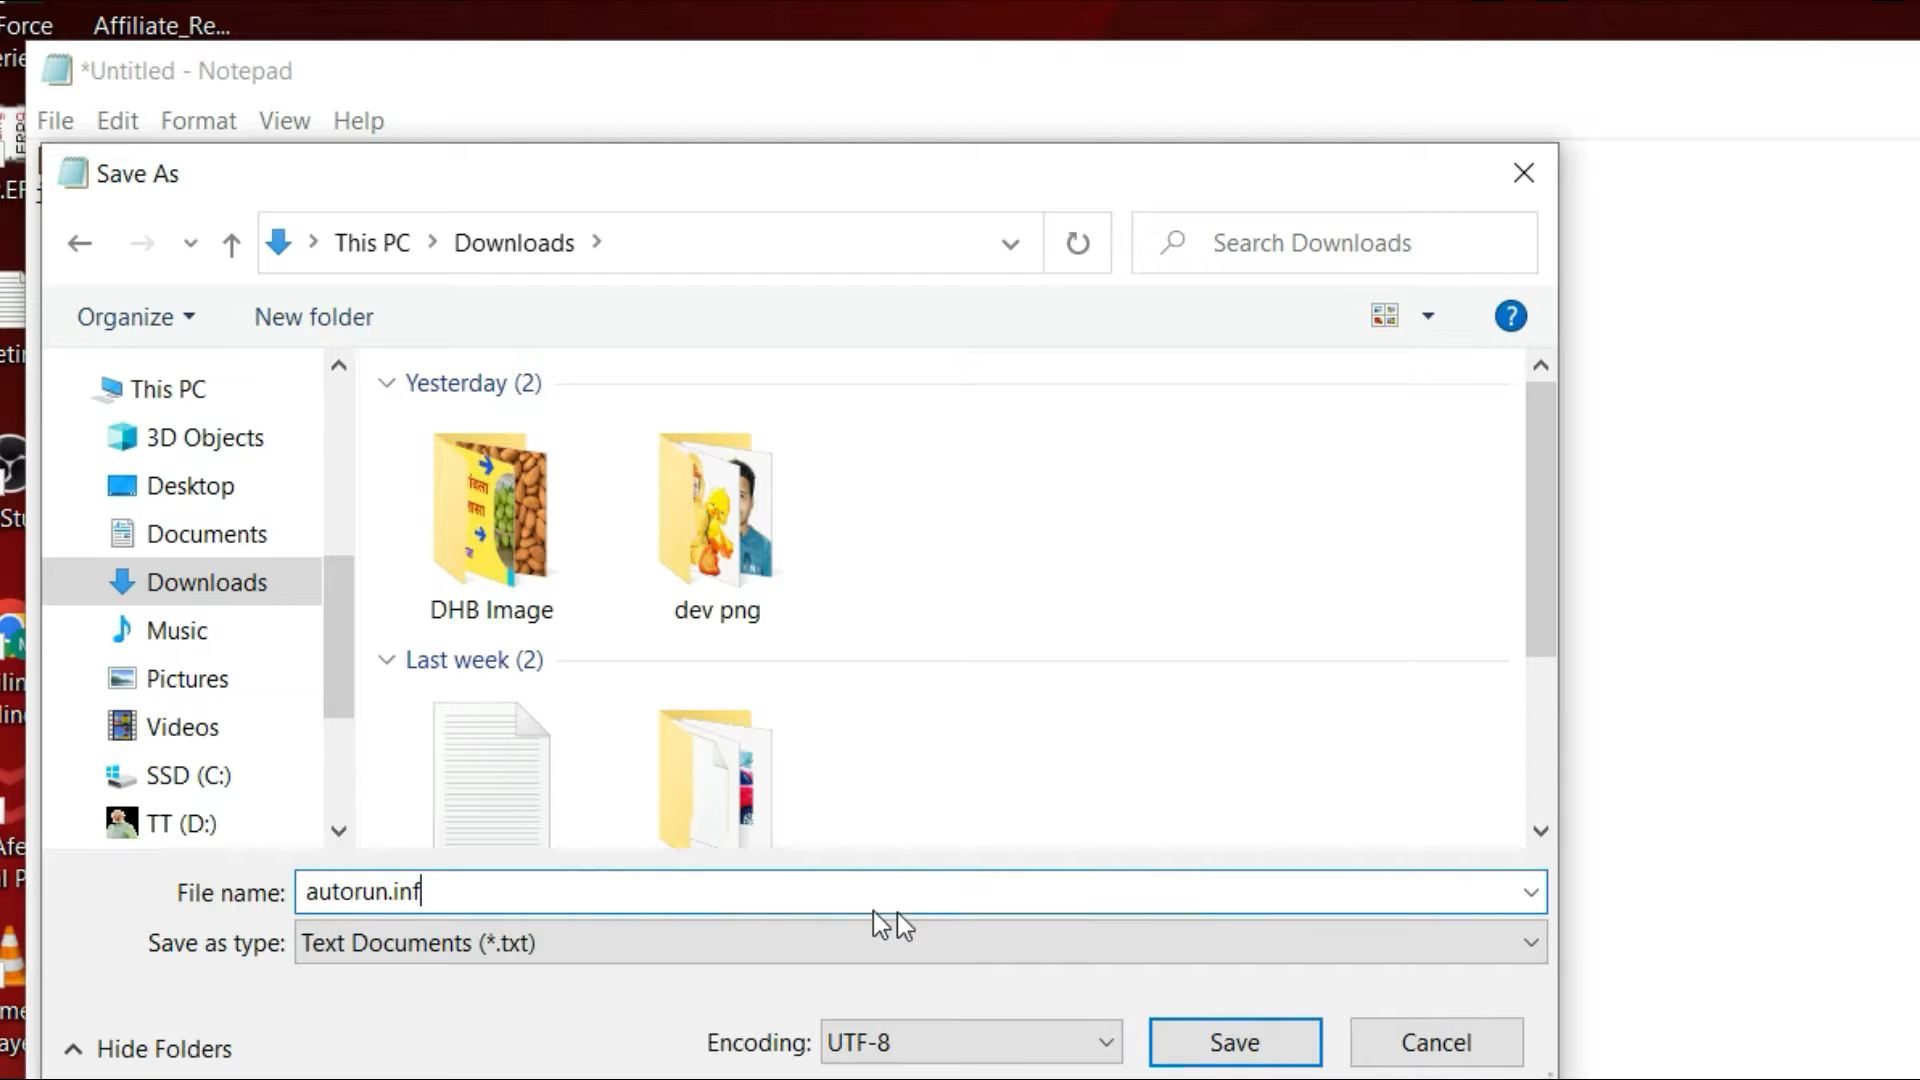 Force
Affiliate_Re...
*Untitled - Notepad
File Edit Format View Help
Save As
This PC Downloads
Search Downloads
Organize New folder
?
This PC
3D Objects
Desktop
Documents
Downloads
Music
Pictures
Videos
SSD (C:)
TT (D:)
Yesterday (2)
DHB Image
dev png
Last week (2)
File name: autorun.inf
Save as type: Text Documents (*.txt)
Hide Folders
Encoding: UTF-8
Save
Cancel